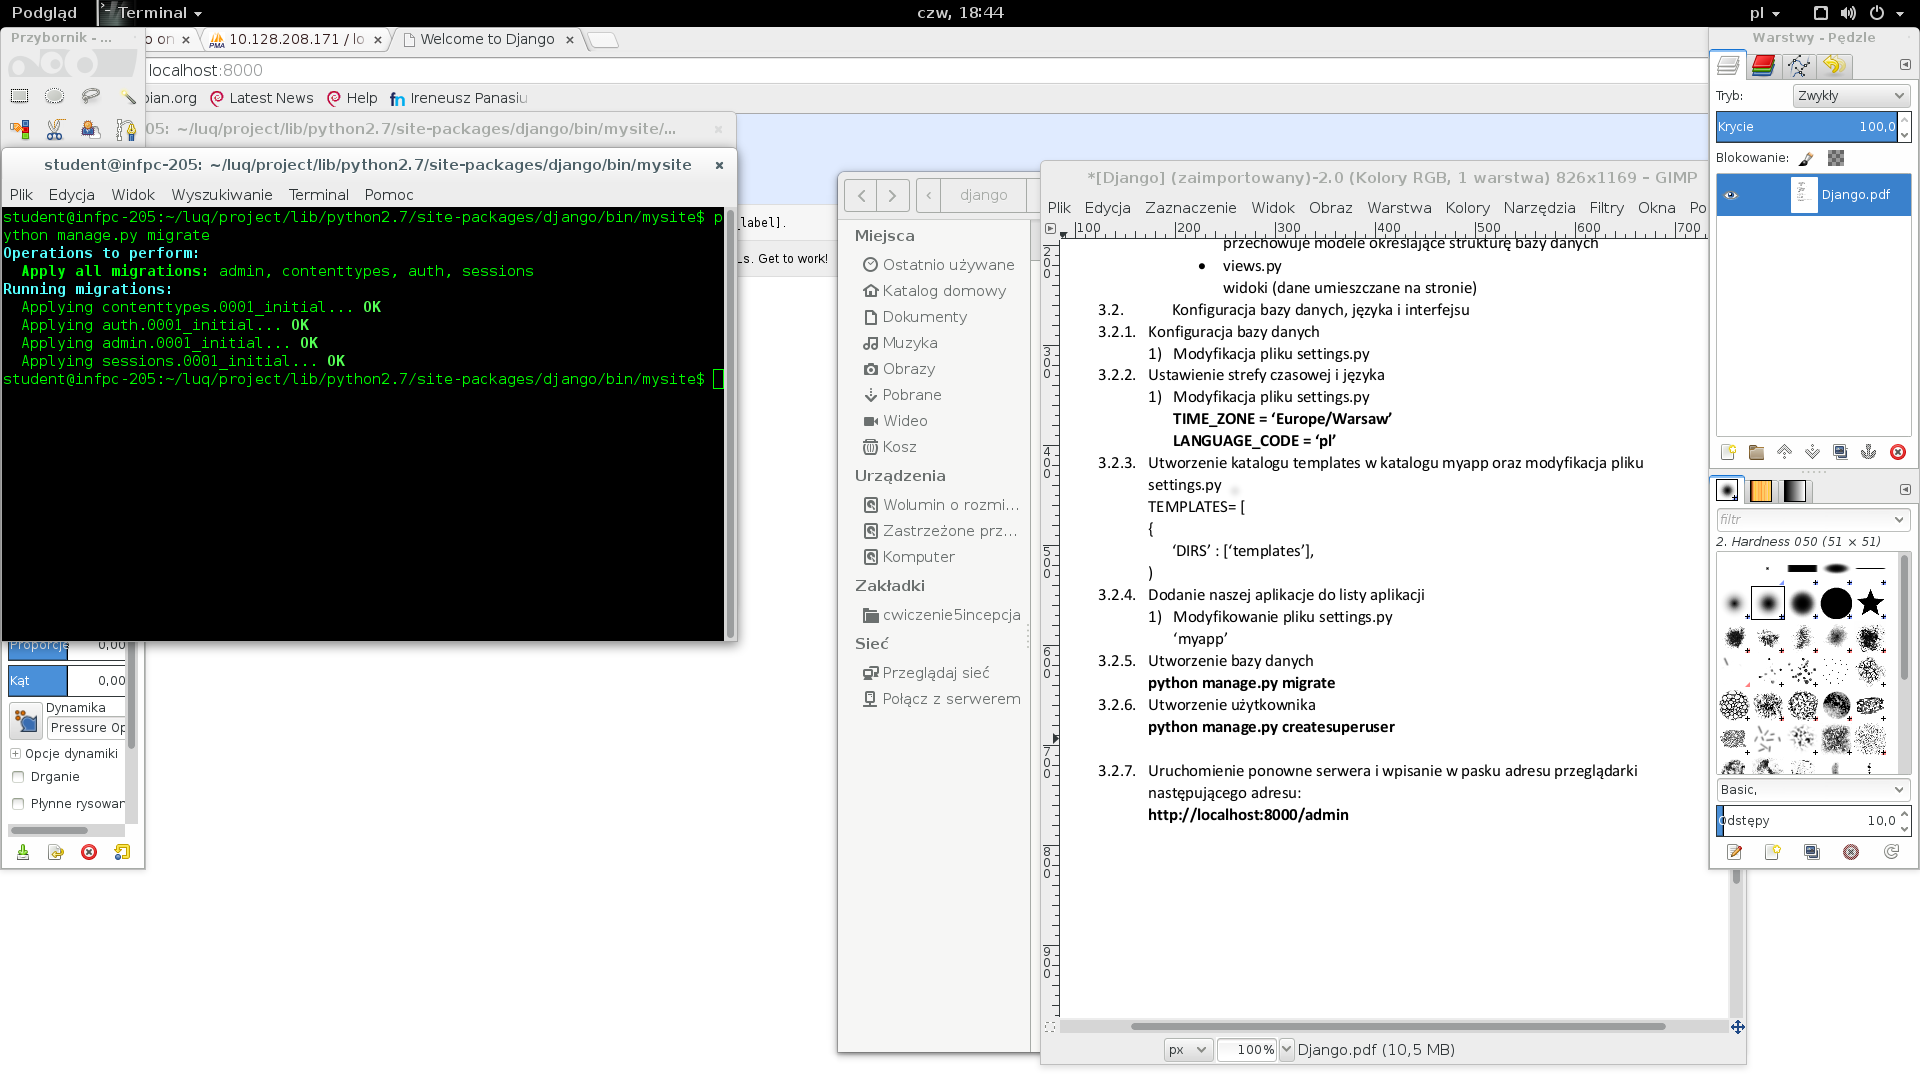 Podgląd
Terminal
czw, 18:44
pl
Przybornik - ...
o on
10.128.208.171 / lo
Welcome to Django
localhost:8000
bian.org
Latest News
Help
Ireneusz Panasiu
05: ~/luq/project/lib/python2.7/site-packages/django/bin/mysite/...
student@infpc-205: ~/luq/project/lib/python2.7/site-packages/django/bin/mysite
Plik Edycja Widok Wyszukiwanie Terminal Pomoc
student@infpc-205:~/luq/project/lib/python2.7/site-packages/django/bin/mysite$ p
ython manage.py migrate
Operations to perform:
Apply all migrations: admin, contenttypes, auth, sessions
Running migrations:
Applying contenttypes.0001_initial... OK
Applying auth.0001_initial... OK
Applying admin.0001_initial... OK
Applying sessions.0001_initial... OK
student@infpc-205:~/luq/project/lib/python2.7/site-packages/django/bin/mysite$
_label].
s. Get to work!
Proporcje 0,00
Kąt 0,00
Dynamika
Pressure Op
Opcje dynamiki
Drganie
Płynne rysowan
django
Miejsca
Ostatnio używane
Katalog domowy
Dokumenty
Muzyka
Obrazy
Pobrane
Wideo
Kosz
Urządzenia
Wolumin o rozmi...
Zastrzeżone prz...
Komputer
Zakładki
cwiczenie5incepcja
Sieć
Przeglądaj sieć
Połącz z serwerem
*[Django] (zaimportowany)-2.0 (Kolory RGB, 1 warstwa) 826x1169 – GIMP
Plik Edycja Zaznaczenie Widok Obraz Warstwa Kolory Narzędzia Filtry Okna Po
100 200 300 400 500 600 700
200
300
400
500
600
700
800
900
przechowuje modele określające strukturę bazy danych
• views.py
widoki (dane umieszczane na stronie)
3.2. Konfiguracja bazy danych, języka i interfejsu
3.2.1. Konfiguracja bazy danych
1) Modyfikacja pliku settings.py
3.2.2. Ustawienie strefy czasowej i języka
1) Modyfikacja pliku settings.py
TIME_ZONE = ‘Europe/Warsaw’
LANGUAGE_CODE = ‘pl’
3.2.3. Utworzenie katalogu templates w katalogu myapp oraz modyfikacja pliku
settings.py
TEMPLATES= [
{
‘DIRS’ : [‘templates’],
)
3.2.4. Dodanie naszej aplikacje do listy aplikacji
1) Modyfikowanie pliku settings.py
‘myapp’
3.2.5. Utworzenie bazy danych
python manage.py migrate
3.2.6. Utworzenie użytkownika
python manage.py createsuperuser
3.2.7. Uruchomienie ponowne serwera i wpisanie w pasku adresu przeglądarki
następującego adresu:
http://localhost:8000/admin
px 100% Django.pdf (10,5 MB)
Warstwy - Pędzle
Tryb: Zwykły
Krycie 100,0
Blokowanie:
Django.pdf
filtr
2. Hardness 050 (51 × 51)
Basic,
Odstępy 10,0